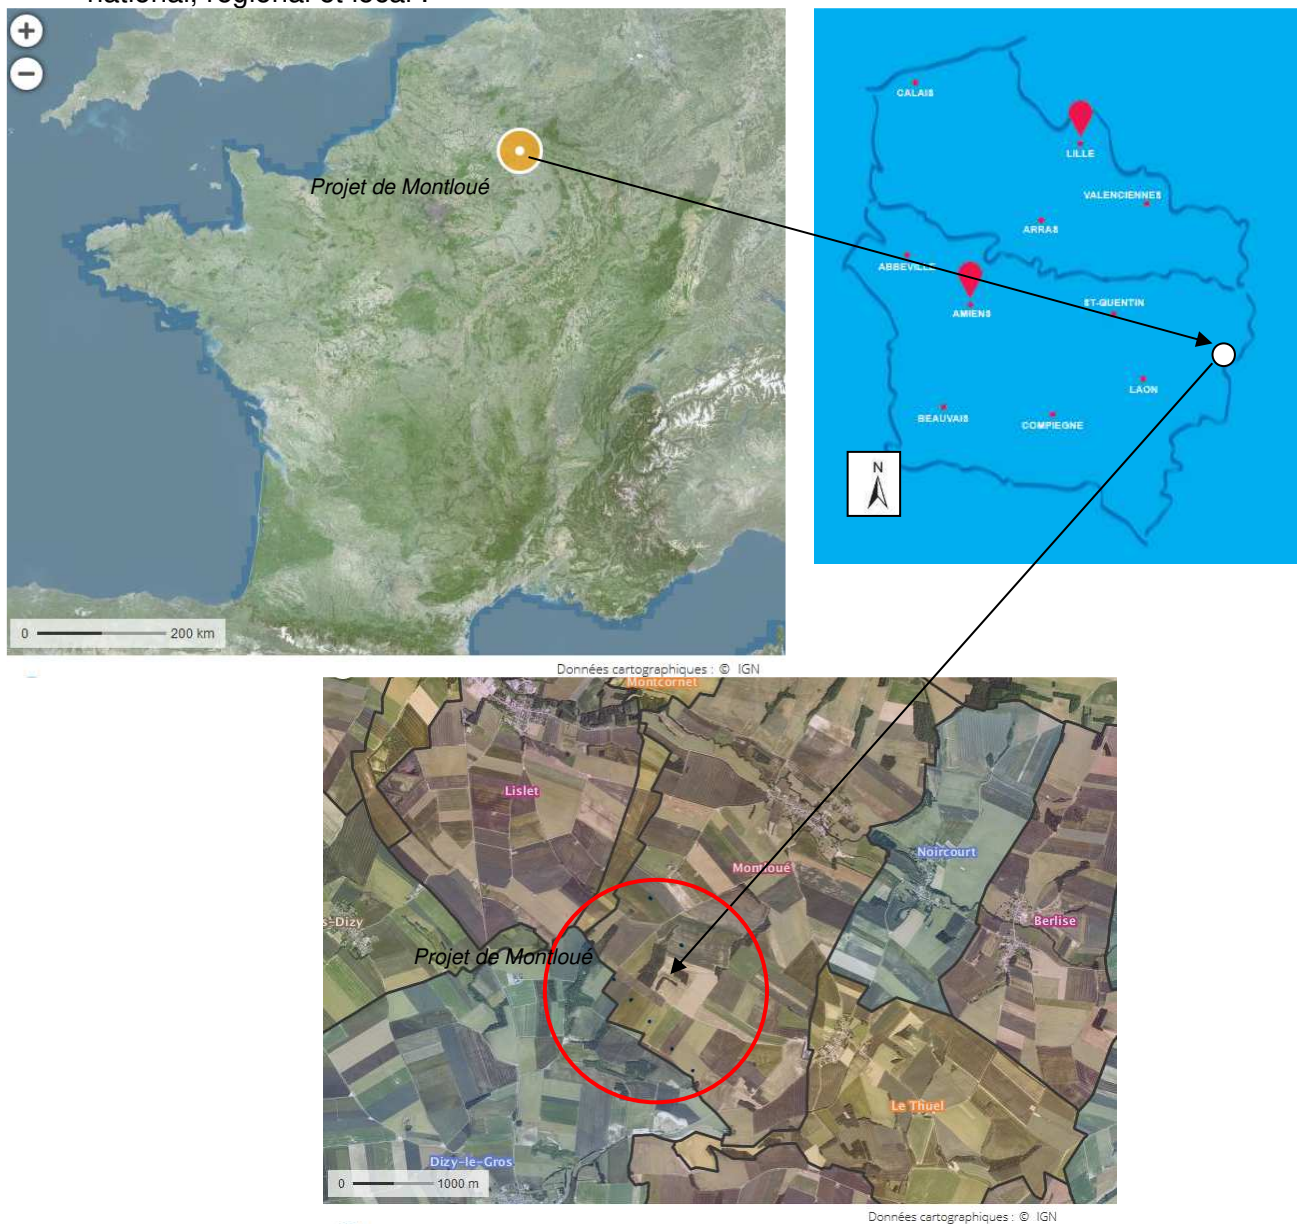 national, régional et local :
+
−
Projet de Montloué
0 200 km
Données cartographiques : © IGN
CALAIS
LILLE
VALENCIENNES
ARRAS
ABBEVILLE
AMIENS
ST-QUENTIN
LAON
BEAUVAIS
COMPIEGNE
N
Montcornet
Lislet
Montloué
Noircourt
Berlise
s-Dizy
Projet de Montloué
Le Thuel
Dizy-le-Gros
0 1000 m
Données cartographiques : © IGN